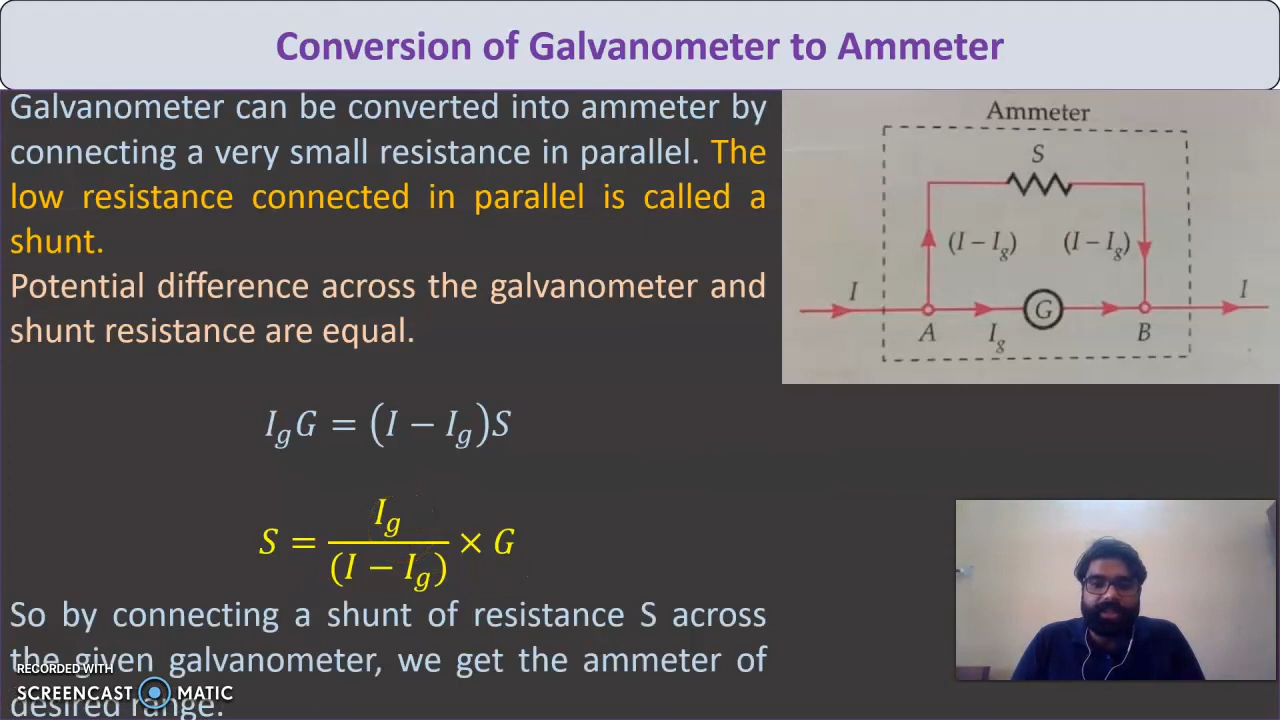 Conversion of Galvanometer to Ammeter
Galvanometer can be converted into ammeter by
connecting a very small resistance in parallel. The
low resistance connected in parallel is called a
shunt.
Potential difference across the galvanometer and
shunt resistance are equal.
I_g G = (I − I_g)S
S = I_g / (I − I_g) × G
So by connecting a shunt of resistance S across
the given galvanometer, we get the ammeter of
desired range.
Ammeter
S
(I − I_g) (I − I_g)
I I
G
A I_g B
RECORDED WITH
SCREENCAST MATIC